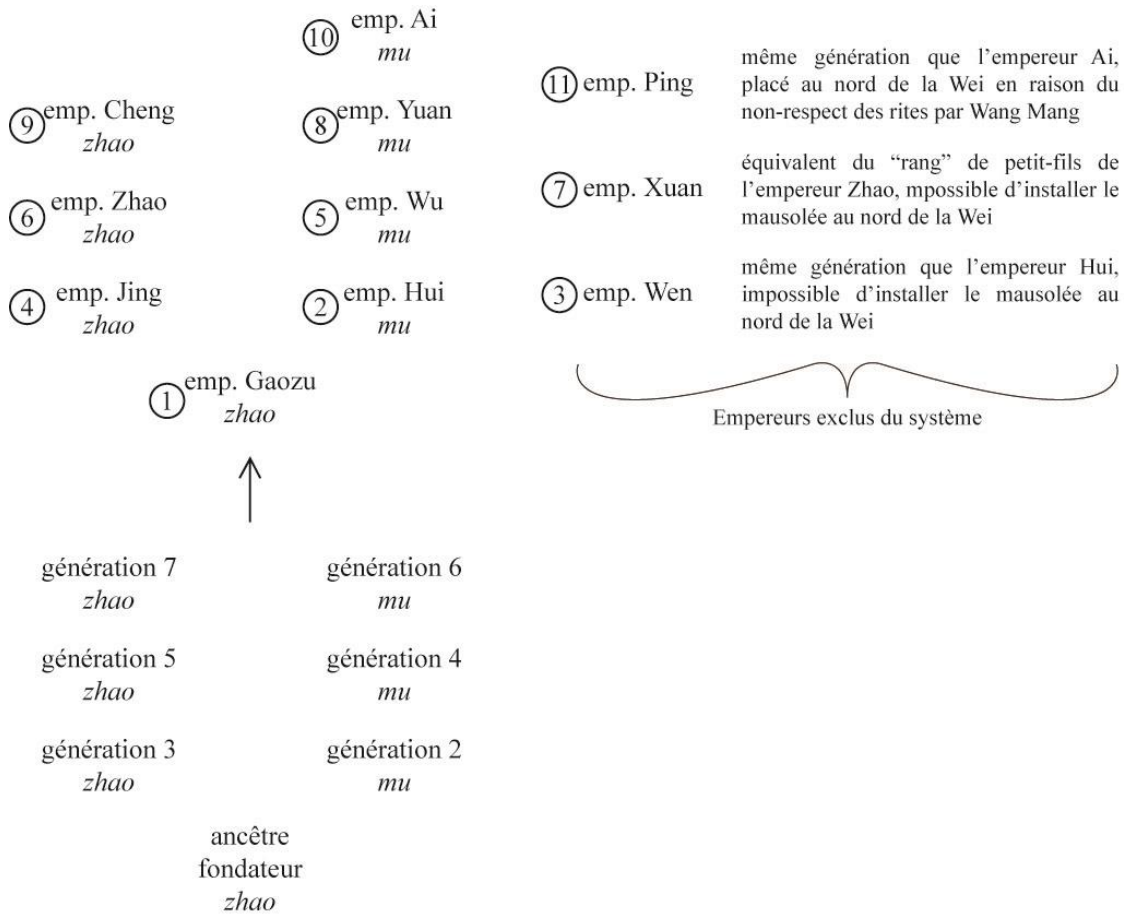 ⑩ emp. Ai
mu
⑨ emp. Cheng
zhao
⑧ emp. Yuan
mu
⑥ emp. Zhao
zhao
⑤ emp. Wu
mu
④ emp. Jing
zhao
② emp. Hui
mu
① emp. Gaozu
zhao
⑪ emp. Ping
même génération que l’empereur Ai,
placé au nord de la Wei en raison du
non-respect des rites par Wang Mang
⑦ emp. Xuan
équivalent du “rang” de petit-fils de
l’empereur Zhao, mpossible d’installer le
mausolée au nord de la Wei
③ emp. Wen
même génération que l’empereur Hui,
impossible d’installer le mausolée au
nord de la Wei
Empereurs exclus du système
génération 7
zhao
génération 6
mu
génération 5
zhao
génération 4
mu
génération 3
zhao
génération 2
mu
ancêtre
fondateur
zhao